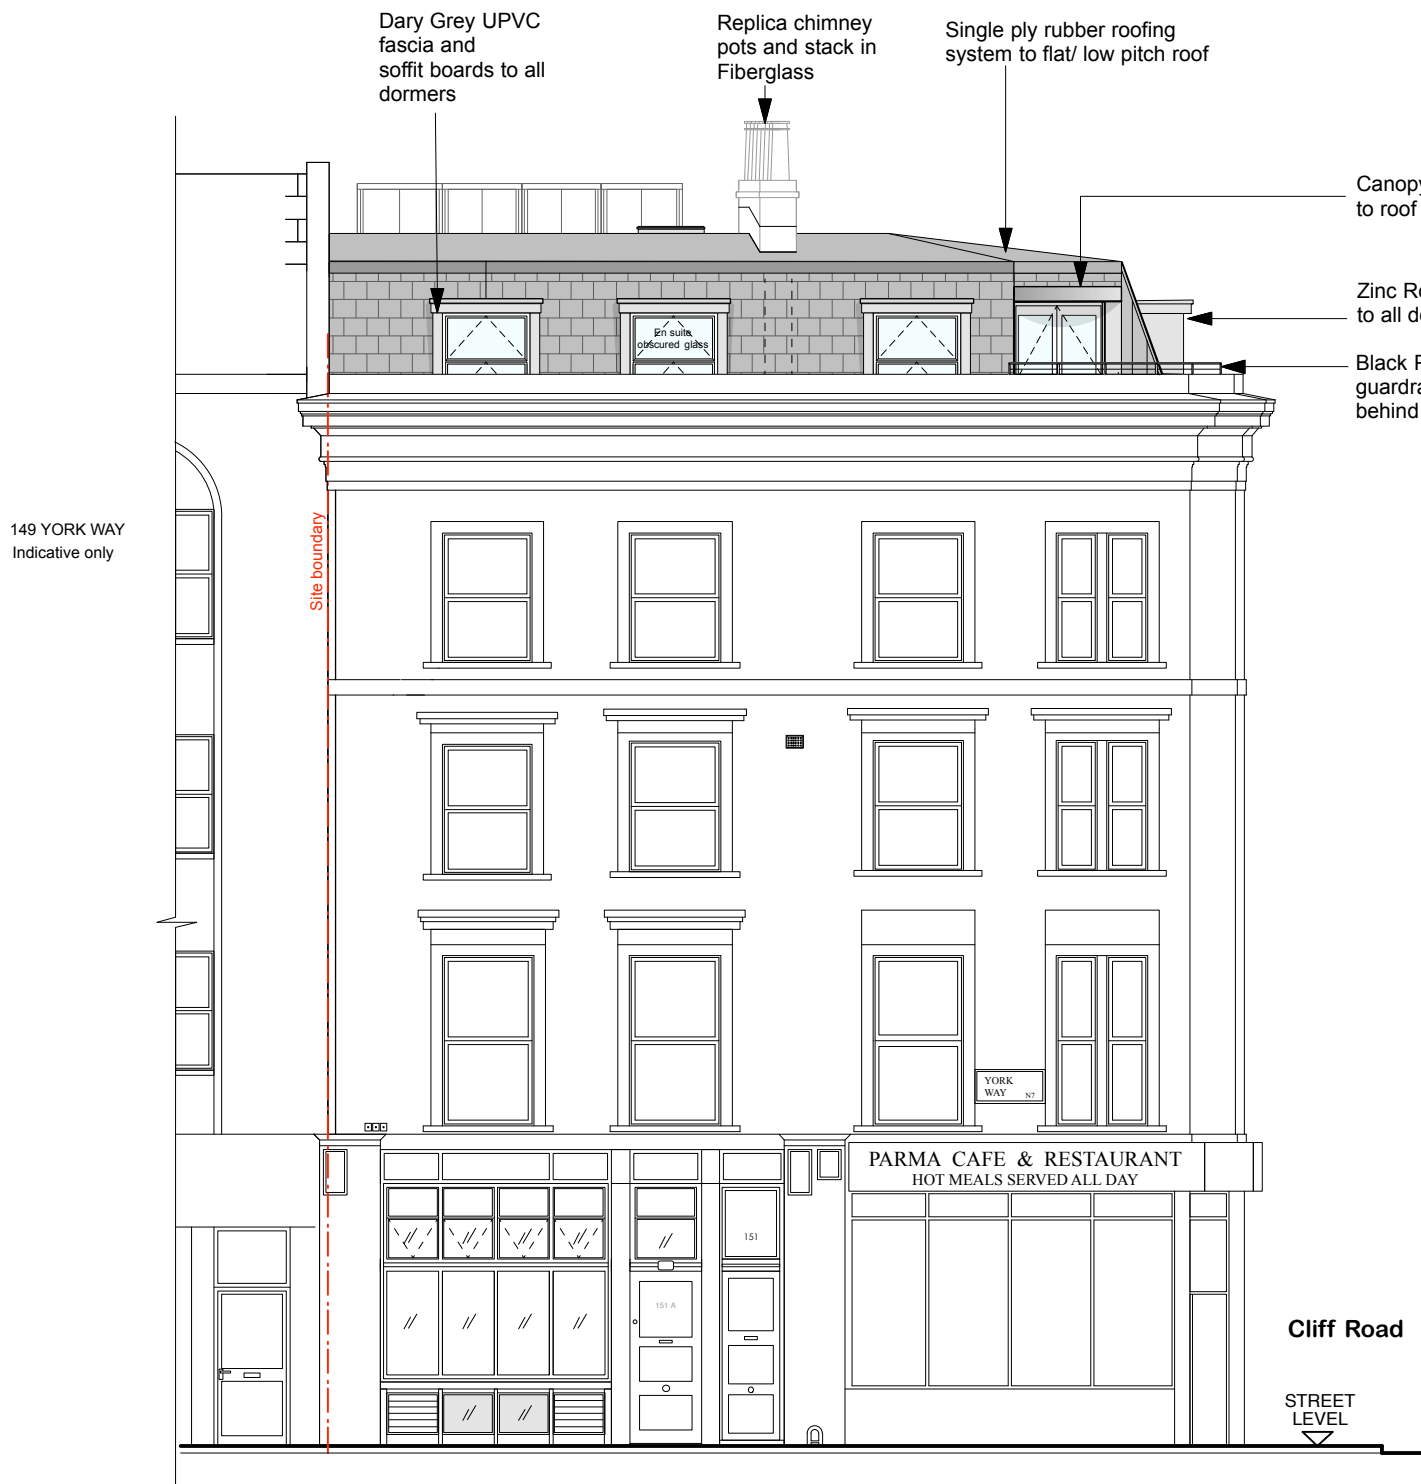 Dary Grey UPVC
fascia and
soffit boards to all
dormers
Replica chimney
pots and stack in
Fiberglass
Single ply rubber roofing
system to flat/ low pitch roof
Canopy
to roof
Zinc
to all
Black
behind
En suite
obscured glass
149 YORK WAY
Indicative only
Site boundary
YORK
WAY N7
PARMA CAFE & RESTAURANT
HOT MEALS SERVED ALL DAY
151
151 A
Cliff Road
STREET
LEVEL